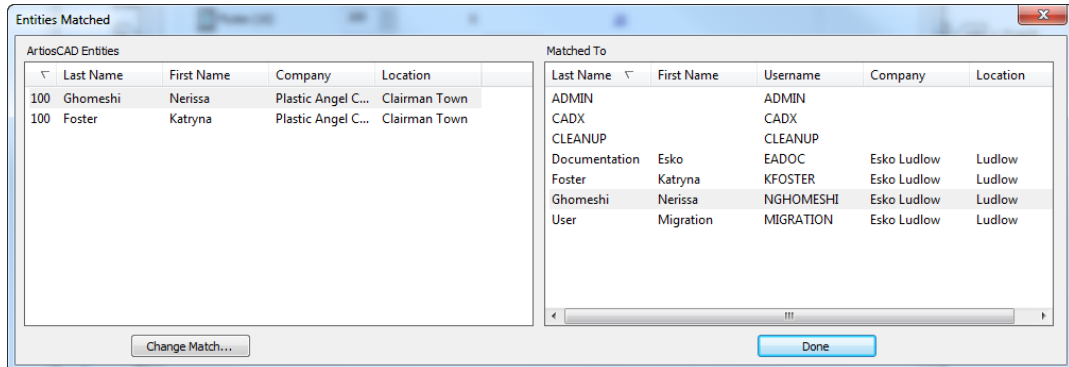 Entities Matched
ArtiosCAD Entities
Last Name First Name Company Location
100 Ghomeshi Nerissa Plastic Angel C... Clairman Town
100 Foster Katryna Plastic Angel C... Clairman Town
Change Match...
Matched To
Last Name First Name Username Company Location
ADMIN ADMIN
CADX CADX
CLEANUP CLEANUP
Documentation Esko EADOC Esko Ludlow Ludlow
Foster Katryna KFOSTER Esko Ludlow Ludlow
Ghomeshi Nerissa NGHOMESHI Esko Ludlow Ludlow
User Migration MIGRATION Esko Ludlow Ludlow
Done